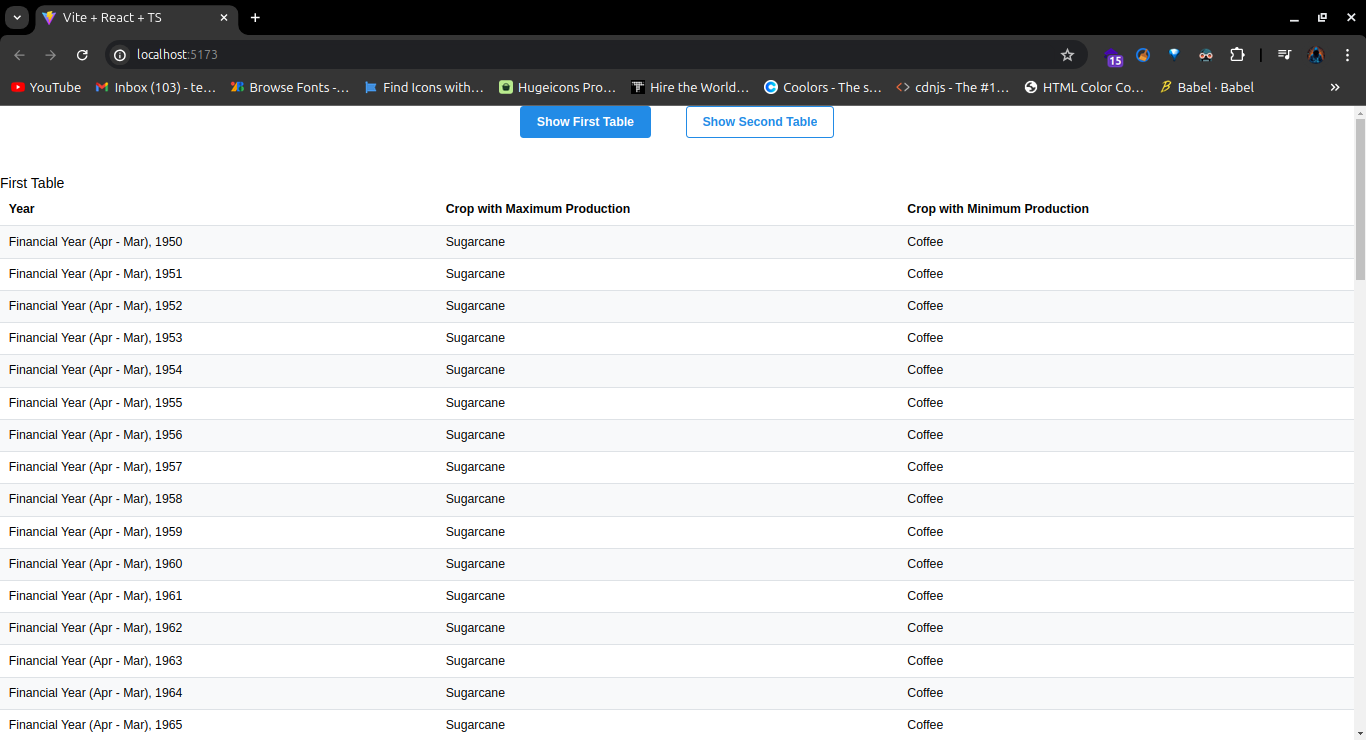 Vite + React + TS
localhost:5173
15
YouTube Inbox (103) - te... Browse Fonts -... Find Icons with... Hugeicons Pro... Hire the World... Coolors - The s... cdnjs - The #1... HTML Color Co... Babel · Babel
Show First Table Show Second Table
First Table
Year Crop with Maximum Production Crop with Minimum Production
Financial Year (Apr - Mar), 1950 Sugarcane Coffee
Financial Year (Apr - Mar), 1951 Sugarcane Coffee
Financial Year (Apr - Mar), 1952 Sugarcane Coffee
Financial Year (Apr - Mar), 1953 Sugarcane Coffee
Financial Year (Apr - Mar), 1954 Sugarcane Coffee
Financial Year (Apr - Mar), 1955 Sugarcane Coffee
Financial Year (Apr - Mar), 1956 Sugarcane Coffee
Financial Year (Apr - Mar), 1957 Sugarcane Coffee
Financial Year (Apr - Mar), 1958 Sugarcane Coffee
Financial Year (Apr - Mar), 1959 Sugarcane Coffee
Financial Year (Apr - Mar), 1960 Sugarcane Coffee
Financial Year (Apr - Mar), 1961 Sugarcane Coffee
Financial Year (Apr - Mar), 1962 Sugarcane Coffee
Financial Year (Apr - Mar), 1963 Sugarcane Coffee
Financial Year (Apr - Mar), 1964 Sugarcane Coffee
Financial Year (Apr - Mar), 1965 Sugarcane Coffee